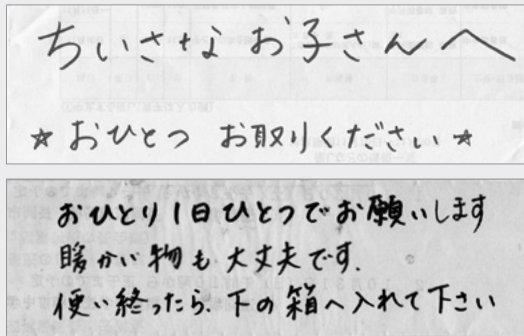 ちいさなお子さんへ
☆おひとつ お取りください☆
おひとり1日ひとつでお願いします
暖かい物も大丈夫です.
使い終ったら、下の箱へ入れて下さい